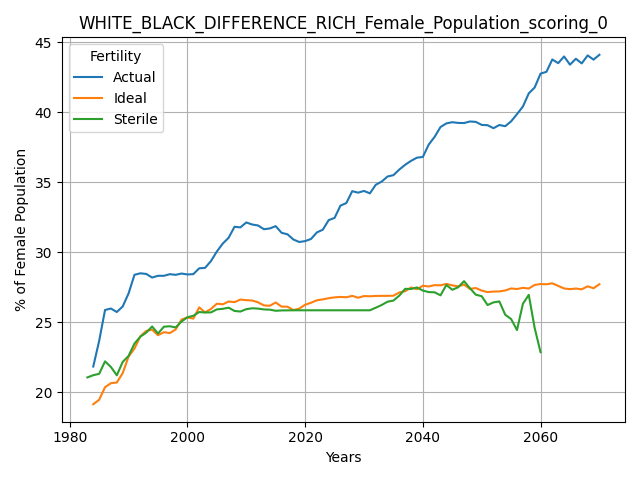 WHITE_BLACK_DIFFERENCE_RICH_Female_Population_scoring_0
45
40
35
30
25
20
% of Female Population
Fertility
Actual
Ideal
Sterile
1980
2000
2020
2040
2060
Years